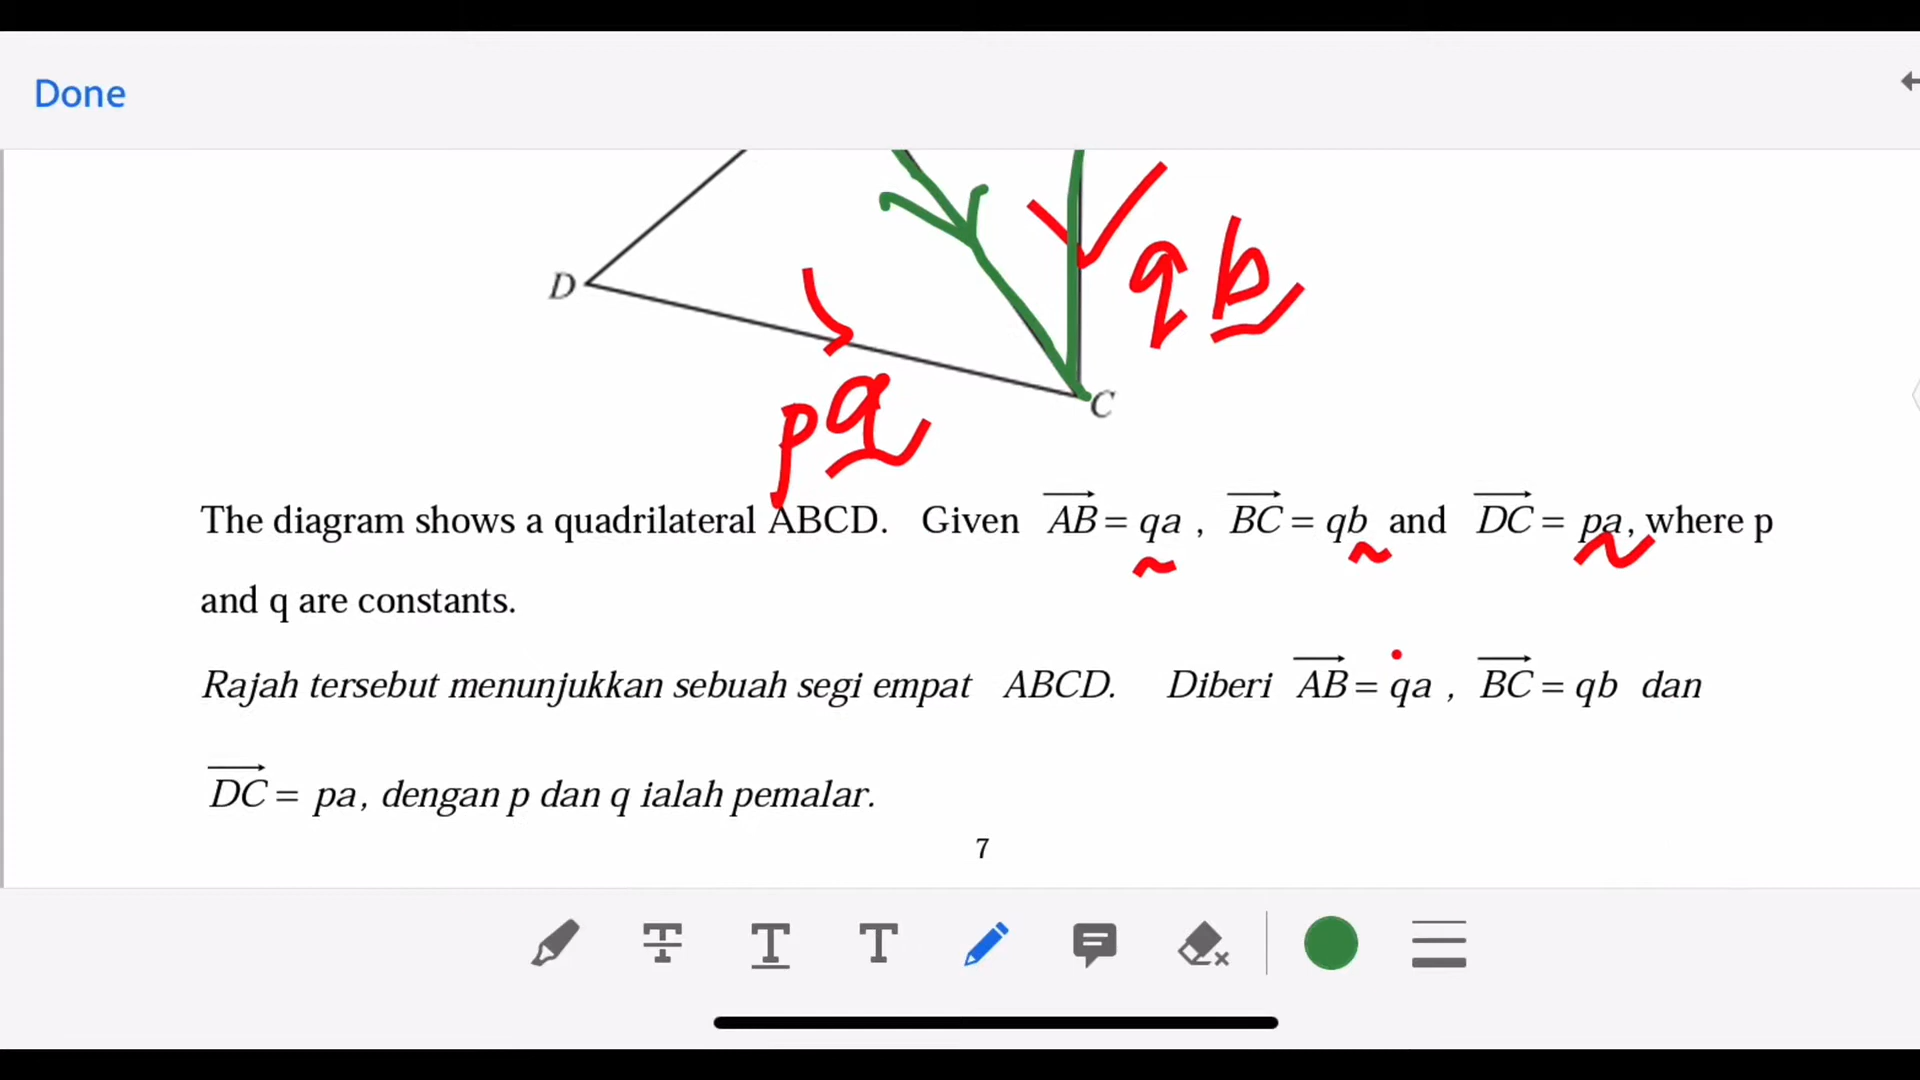 Done
D
q b
C
p a
The diagram shows a quadrilateral ABCD. Given AB = qa , BC = qb and DC = pa, where p
and q are constants.
Rajah tersebut menunjukkan sebuah segi empat ABCD. Diberi AB = qa , BC = qb dan
DC = pa, dengan p dan q ialah pemalar.
7